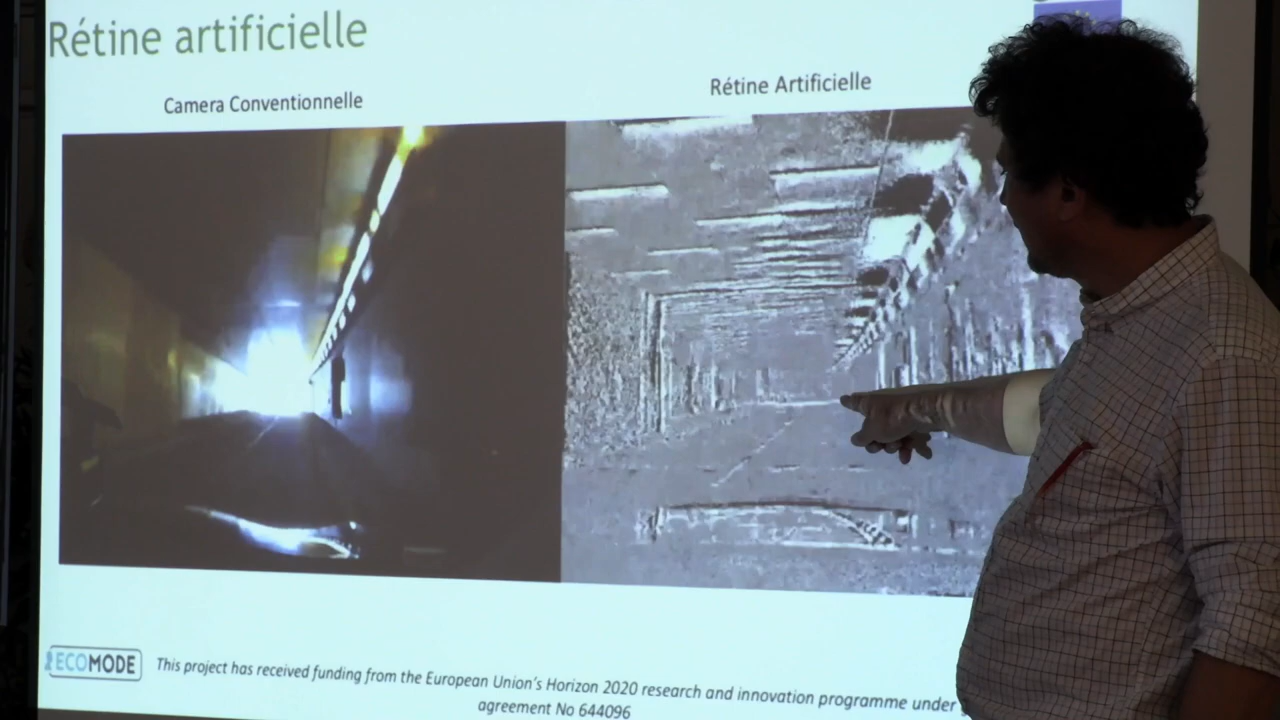 Rétine artificielle
Camera Conventionnelle
Rétine Artificielle
ECOMODE
This project has received funding from the European Union's Horizon 2020 research and innovation programme under
agreement No 644096